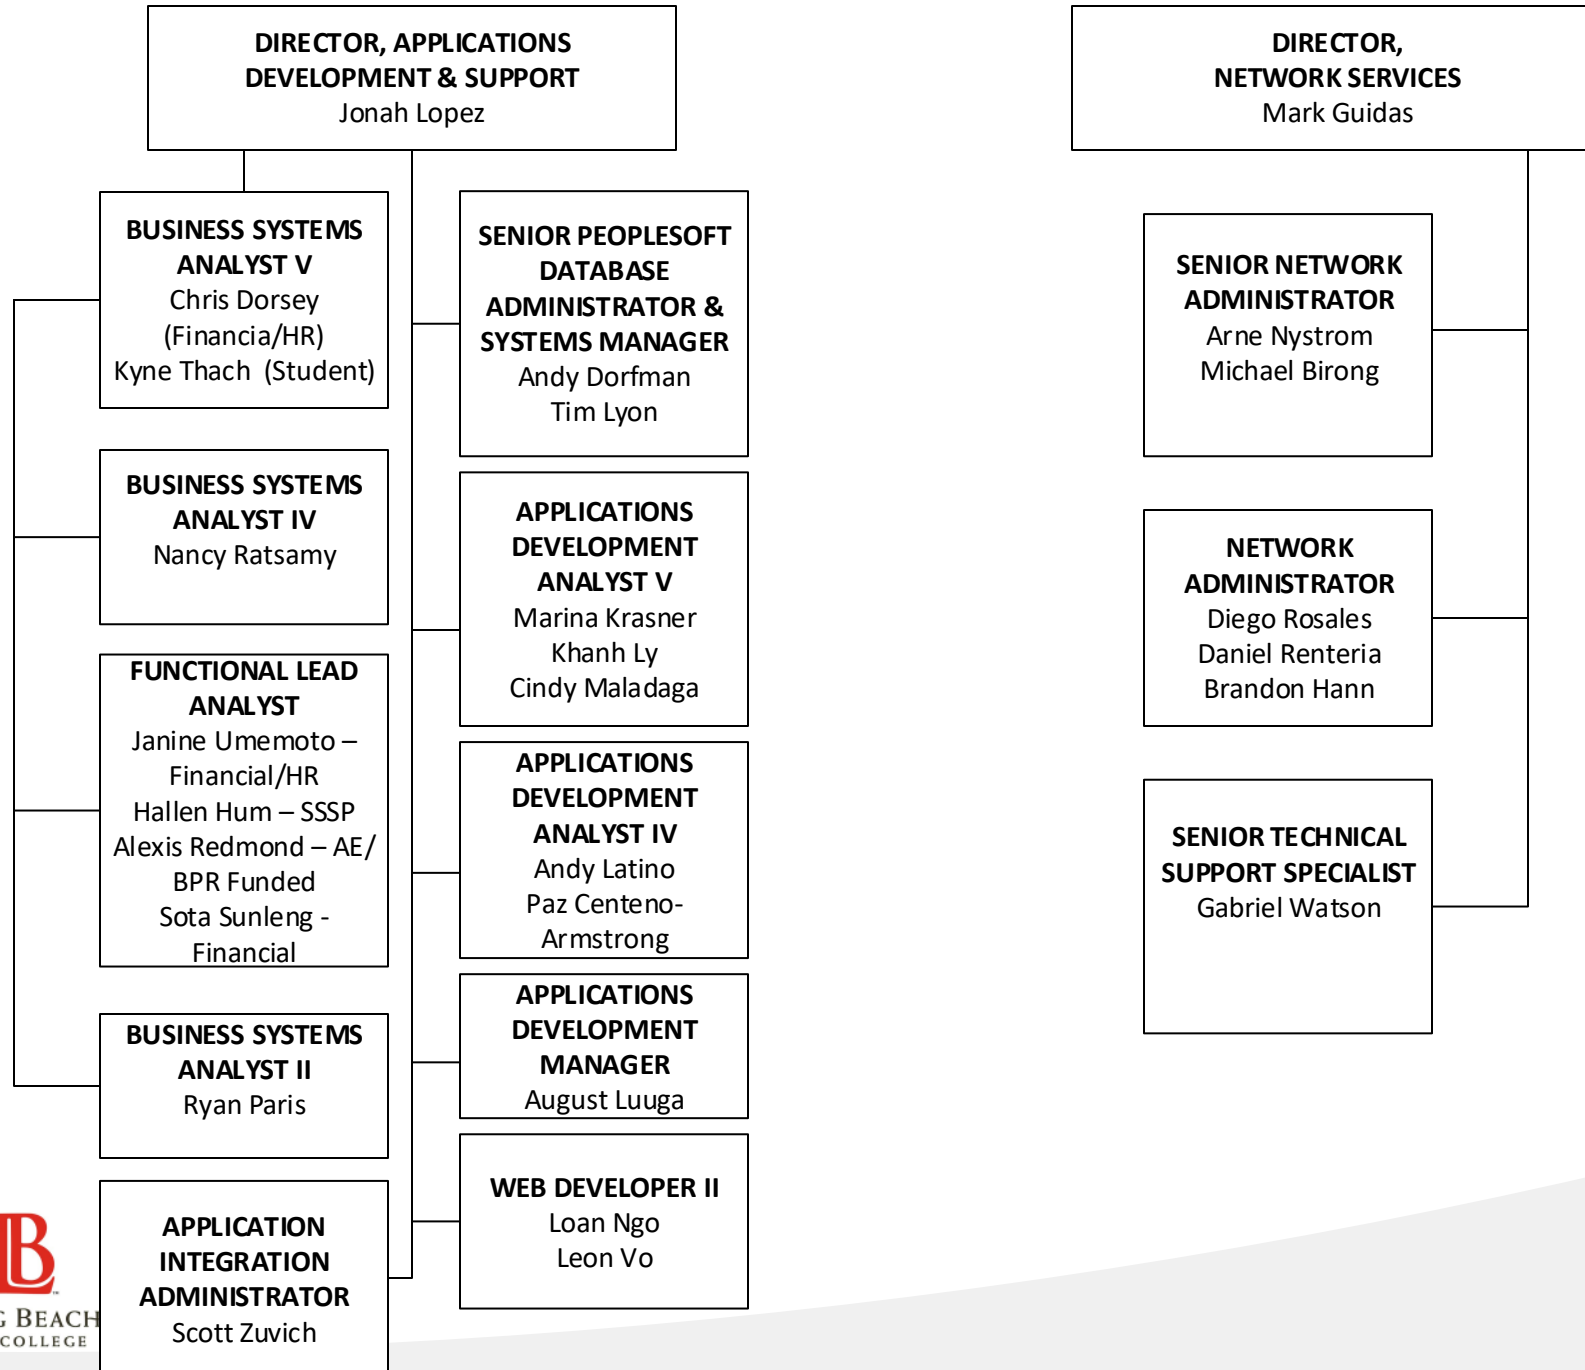 DIRECTOR, APPLICATIONS
DEVELOPMENT & SUPPORT
Jonah Lopez
BUSINESS SYSTEMS
ANALYST V
Chris Dorsey
(Financia/HR)
Kyne Thach (Student)
BUSINESS SYSTEMS
ANALYST IV
Nancy Ratsamy
FUNCTIONAL LEAD
ANALYST
Janine Umemoto –
Financial/HR
Hallen Hum – SSSP
Alexis Redmond – AE/
BPR Funded
Sota Sunleng -
Financial
BUSINESS SYSTEMS
ANALYST II
Ryan Paris
APPLICATION
INTEGRATION
ADMINISTRATOR
Scott Zuvich
SENIOR PEOPLESOFT
DATABASE
ADMINISTRATOR &
SYSTEMS MANAGER
Andy Dorfman
Tim Lyon
APPLICATIONS
DEVELOPMENT
ANALYST V
Marina Krasner
Khanh Ly
Cindy Maladaga
APPLICATIONS
DEVELOPMENT
ANALYST IV
Andy Latino
Paz Centeno-
Armstrong
APPLICATIONS
DEVELOPMENT
MANAGER
August Luuga
WEB DEVELOPER II
Loan Ngo
Leon Vo
DIRECTOR,
NETWORK SERVICES
Mark Guidas
SENIOR NETWORK
ADMINISTRATOR
Arne Nystrom
Michael Birong
NETWORK
ADMINISTRATOR
Diego Rosales
Daniel Renteria
Brandon Hann
SENIOR TECHNICAL
SUPPORT SPECIALIST
Gabriel Watson
LB
G BEACH
COLLEGE